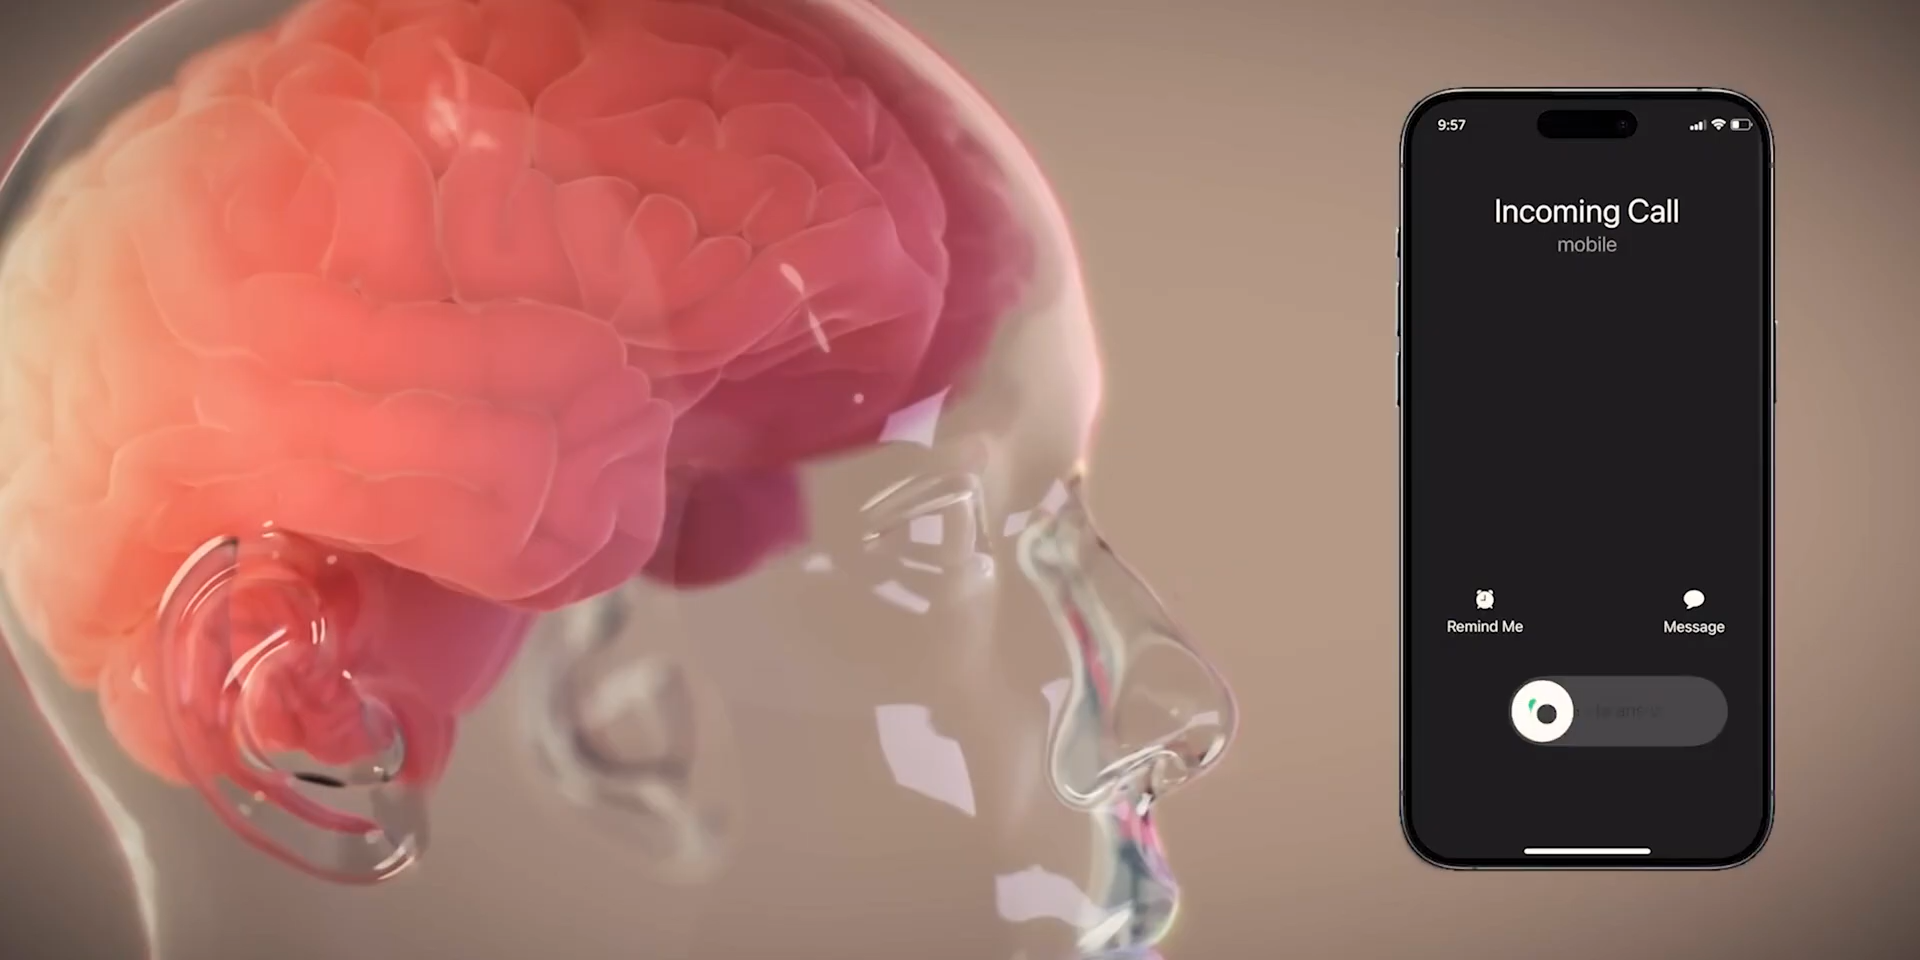 9:57
Incoming Call
mobile
Remind Me
Message